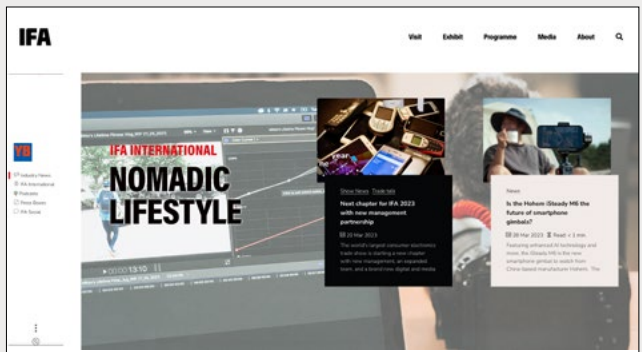 IFA
Visit
Exhibit
Programme
Media
About
YB
Industry News
IFA International
Podcasts
Press Boxes
IFA Social
IFA INTERNATIONAL
NOMADIC
LIFESTYLE
00:00:13:10
year
Show News Trade talk
Next chapter for IFA 2023
with new management
partnership
20 Mar 2023
The world's largest consumer electronics
trade show is starting a new chapter
with new management, an expanded
team, and a brand new digital and media
News
Is the Hohem iSteady M6 the
future of smartphone
gimbals?
28 Mar 2023 Read: < 1 min
Featuring enhanced AI technology and
more, the iSteady M6 is the new
smartphone gimbal to watch from
China-based manufacturer Hohem. The